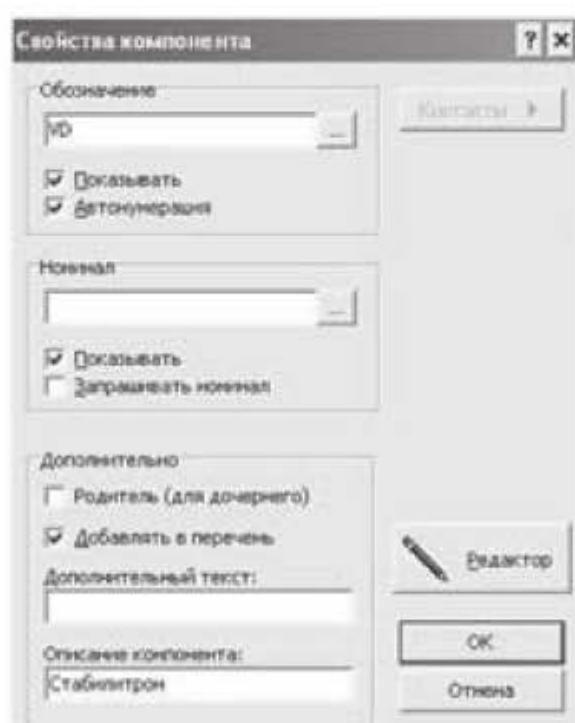 Свойства компонента
Обозначение
VD
...
Контакты
Показывать
Автонумерация
Номинал
...
Показывать
Запрашивать номинал
Дополнительно
Родитель (для дочернего)
Добавлять в перечень
Дополнительный текст:
Редактор
Описание компонента:
Стабилитрон
OK
Отмена